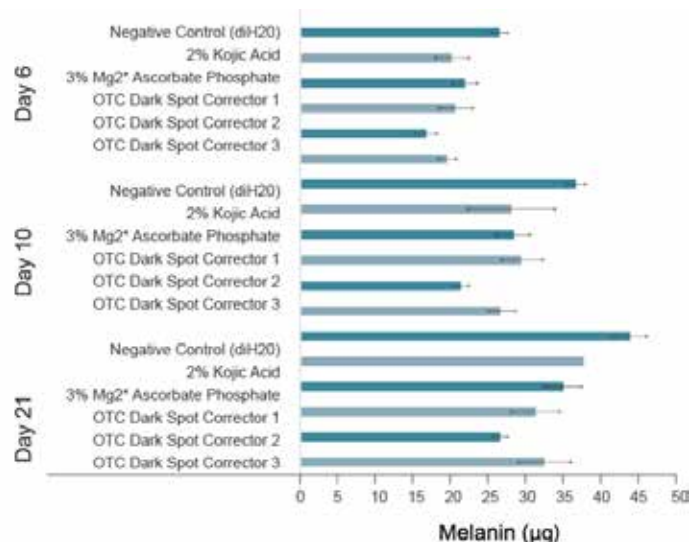 Day 6
Negative Control (diH20)
2% Kojic Acid
3% Mg2* Ascorbate Phosphate
OTC Dark Spot Corrector 1
OTC Dark Spot Corrector 2
OTC Dark Spot Corrector 3
Day 10
Negative Control (diH20)
2% Kojic Acid
3% Mg2* Ascorbate Phosphate
OTC Dark Spot Corrector 1
OTC Dark Spot Corrector 2
OTC Dark Spot Corrector 3
Day 21
Negative Control (diH20)
2% Kojic Acid
3% Mg2* Ascorbate Phosphate
OTC Dark Spot Corrector 1
OTC Dark Spot Corrector 2
OTC Dark Spot Corrector 3
0 5 10 15 20 25 30 35 40 45 50
Melanin (µg)